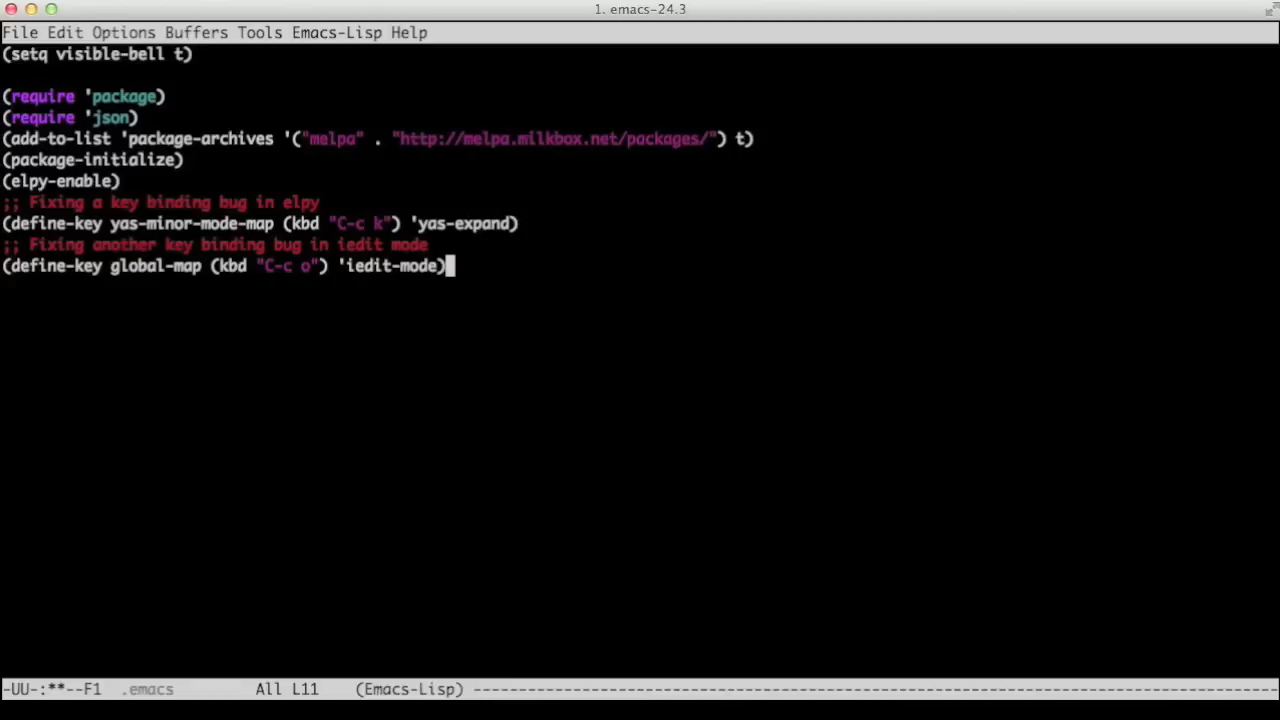 1. emacs-24.3
File Edit Options Buffers Tools Emacs-Lisp Help
(setq visible-bell t)
(require 'package)
(require 'json)
(add-to-list 'package-archives '("melpa" . "http://melpa.milkbox.net/packages/") t)
(package-initialize)
(elpy-enable)
;; Fixing a key binding bug in elpy
(define-key yas-minor-mode-map (kbd "C-c k") 'yas-expand)
;; Fixing another key binding bug in iedit mode
(define-key global-map (kbd "C-c o") 'iedit-mode)
-UU-:**--F1  .emacs         All L11    (Emacs-Lisp) ------------------------------------------------------------------------------------------